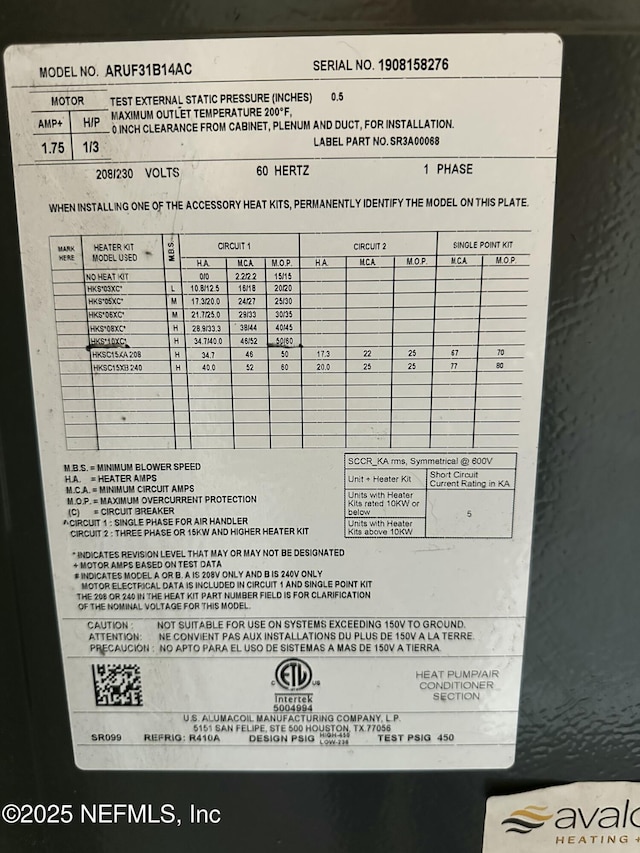 MODEL NO. ARUF31B14AC SERIAL NO. 1908158276
MOTOR TEST EXTERNAL STATIC PRESSURE (INCHES) 0.5
AMP+ H/P MAXIMUM OUTLET TEMPERATURE 200°F,
0 INCH CLEARANCE FROM CABINET, PLENUM AND DUCT, FOR INSTALLATION.
1.75 1/3 LABEL PART NO. SR3A00068
208/230 VOLTS 60 HERTZ 1 PHASE
WHEN INSTALLING ONE OF THE ACCESSORY HEAT KITS, PERMANENTLY IDENTIFY THE MODEL ON THIS PLATE.
MARK HERE HEATER KIT MODEL USED M.B.S. CIRCUIT 1 CIRCUIT 2 SINGLE POINT KIT
H.A. M.C.A. M.O.P. H.A. M.C.A. M.O.P. M.C.A. M.O.P.
NO HEAT KIT 0/0 2.2/2.2 15/15
HKS*03XC* L 10.8/12.5 16/18 20/20
HKS*05XC* M 17.3/20.0 24/27 25/30
HKS*06XC* M 21.7/25.0 29/33 30/35
HKS*08XC* H 28.9/33.3 38/44 40/45
HKS*10XC* H 34.7/40.0 46/52 50/60
HKSC15XA 208 H 34.7 46 50 17.3 22 25 67 70
HKSC15XB 240 H 40.0 52 60 20.0 25 25 77 80
M.B.S. = MINIMUM BLOWER SPEED
H.A. = HEATER AMPS
M.C.A. = MINIMUM CIRCUIT AMPS
M.O.P. = MAXIMUM OVERCURRENT PROTECTION
(C) = CIRCUIT BREAKER
CIRCUIT 1 : SINGLE PHASE FOR AIR HANDLER
CIRCUIT 2 : THREE PHASE OR 15KW AND HIGHER HEATER KIT
SCCR_KA rms, Symmetrical @ 600V
Unit + Heater Kit Short Circuit Current Rating in KA
Units with Heater Kits rated 10KW or below 5
Units with Heater Kits above 10KW
* INDICATES REVISION LEVEL THAT MAY OR MAY NOT BE DESIGNATED
+ MOTOR AMPS BASED ON TEST DATA
# INDICATES MODEL A OR B. A IS 208V ONLY AND B IS 240V ONLY
MOTOR ELECTRICAL DATA IS INCLUDED IN CIRCUIT 1 AND SINGLE POINT KIT
THE 208 OR 240 IN THE HEAT KIT PART NUMBER FIELD IS FOR CLARIFICATION
OF THE NOMINAL VOLTAGE FOR THIS MODEL.
CAUTION : NOT SUITABLE FOR USE ON SYSTEMS EXCEEDING 150V TO GROUND.
ATTENTION: NE CONVIENT PAS AUX INSTALLATIONS DU PLUS DE 150V A LA TERRE.
PRECAUCION : NO APTO PARA EL USO DE SISTEMAS A MAS DE 150V A TIERRA.
C ETL US
Intertek
5004994
HEAT PUMP/AIR
CONDITIONER
SECTION
U.S. ALUMACOIL MANUFACTURING COMPANY, L.P.
5151 SAN FELIPE, STE 500 HOUSTON, TX.77056
SR099 REFRIG: R410A DESIGN PSIG HIGH-450 LOW-236 TEST PSIG 450
©2025 NEFMLS, Inc
avalo
HEATING +